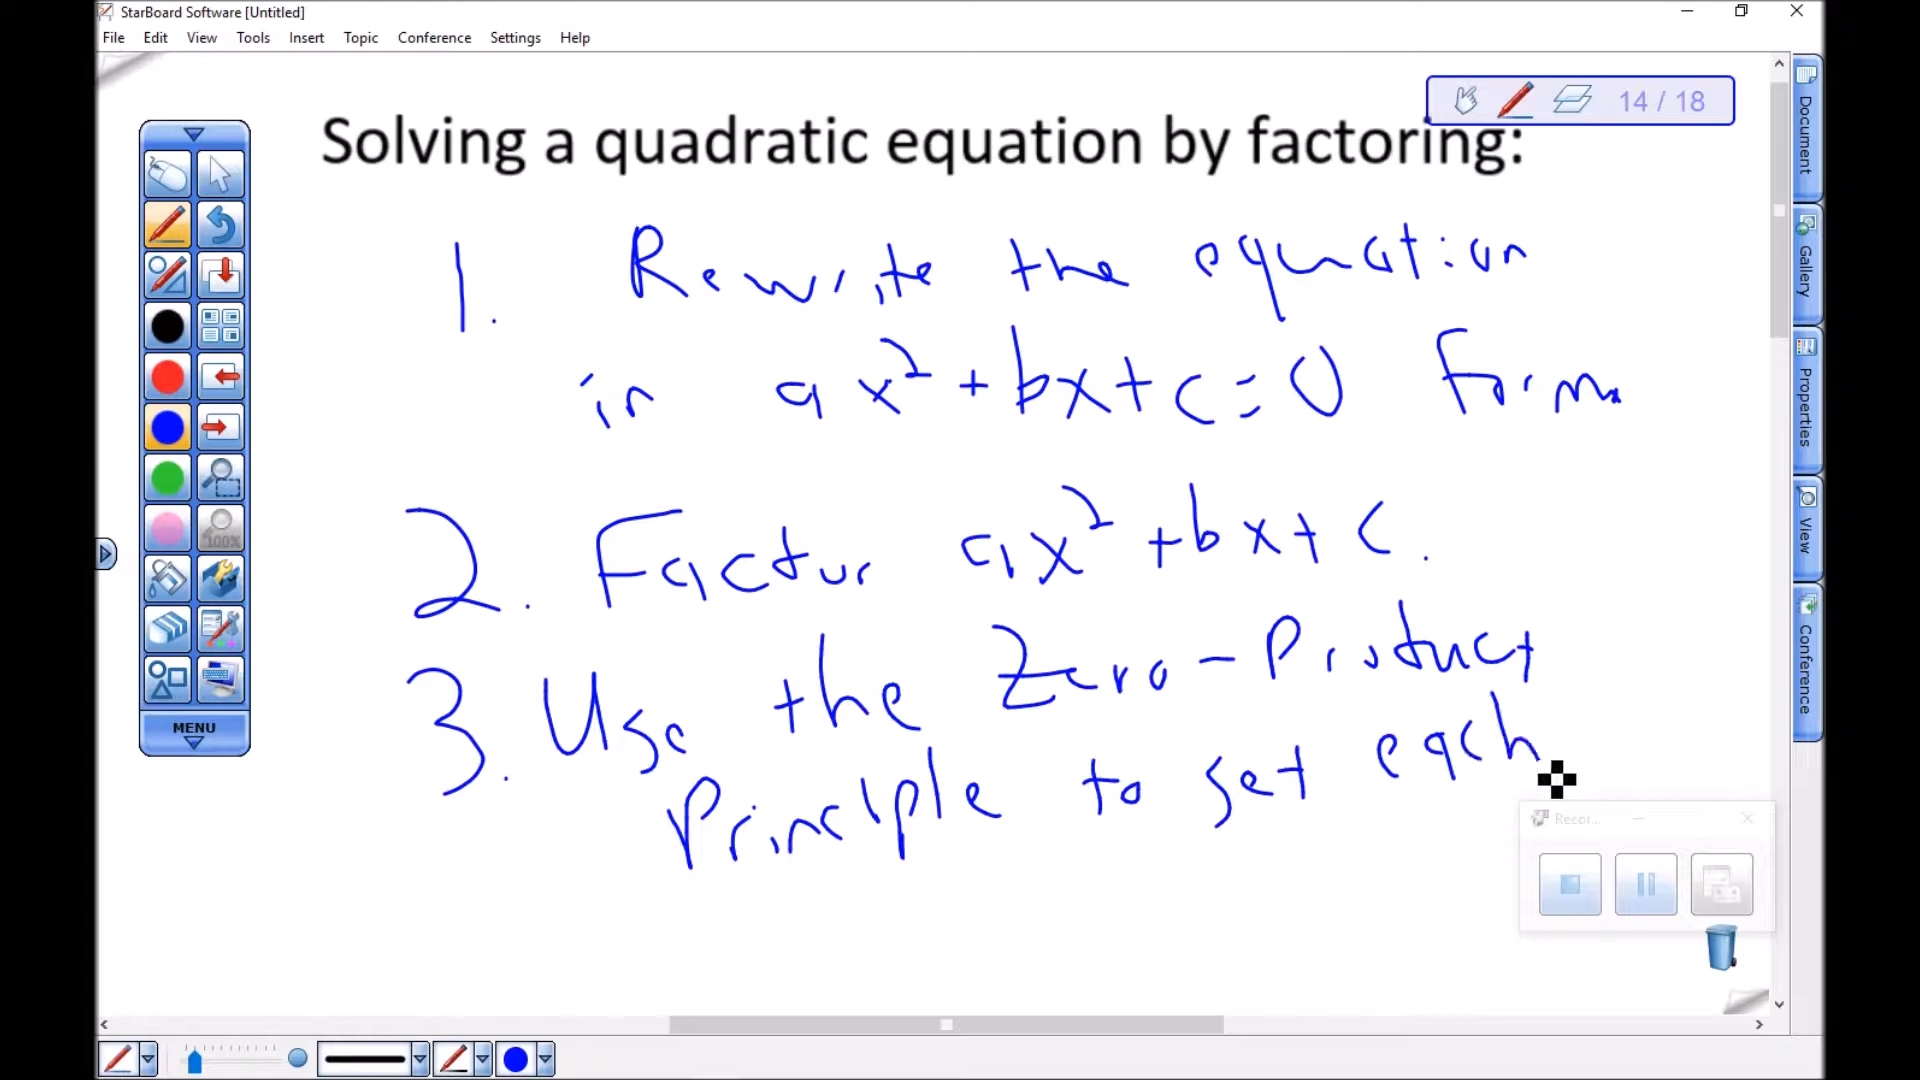 StarBoard Software [Untitled]
File Edit View Tools Insert Topic Conference Settings Help
14 / 18
Solving a quadratic equation by factoring:
1. Rewrite the equation
in ax²+bx+c=0 form
2. Factor ax²+bx+c.
3. Use the Zero-Product
Principle to set each
100%
MENU
Document
Gallery
Properties
View
Conference
Recor...